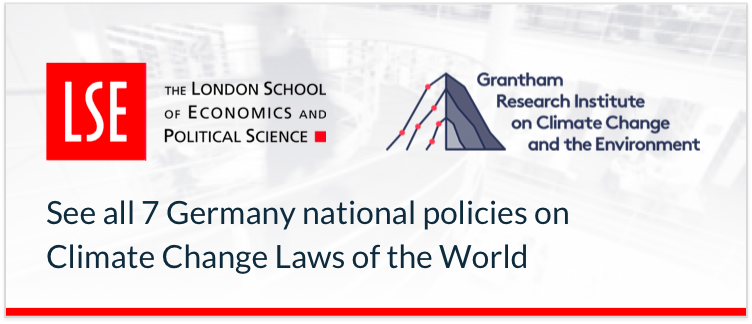 LSE
THE LONDON SCHOOL
OF ECONOMICS AND
POLITICAL SCIENCE
Grantham
Research Institute
on Climate Change
and the Environment
See all 7 Germany national policies on
Climate Change Laws of the World